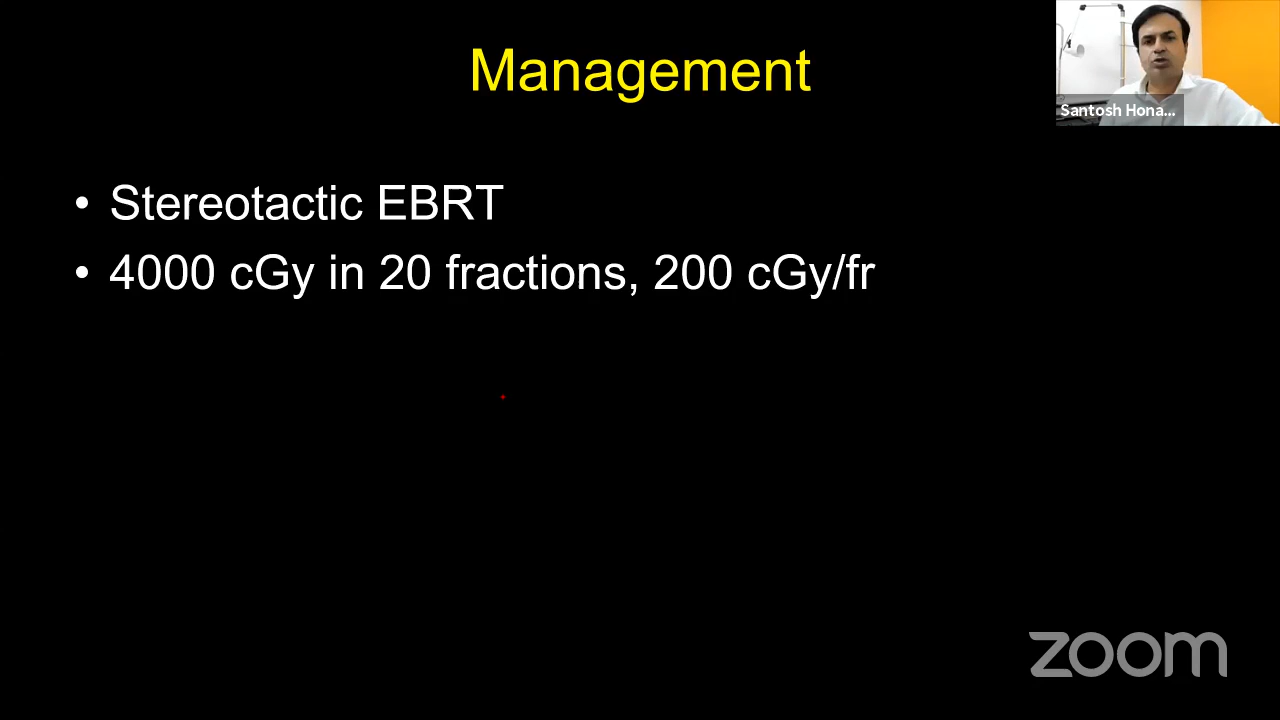 Management
Santosh Hona...
• Stereotactic EBRT
• 4000 cGy in 20 fractions, 200 cGy/fr
zoom